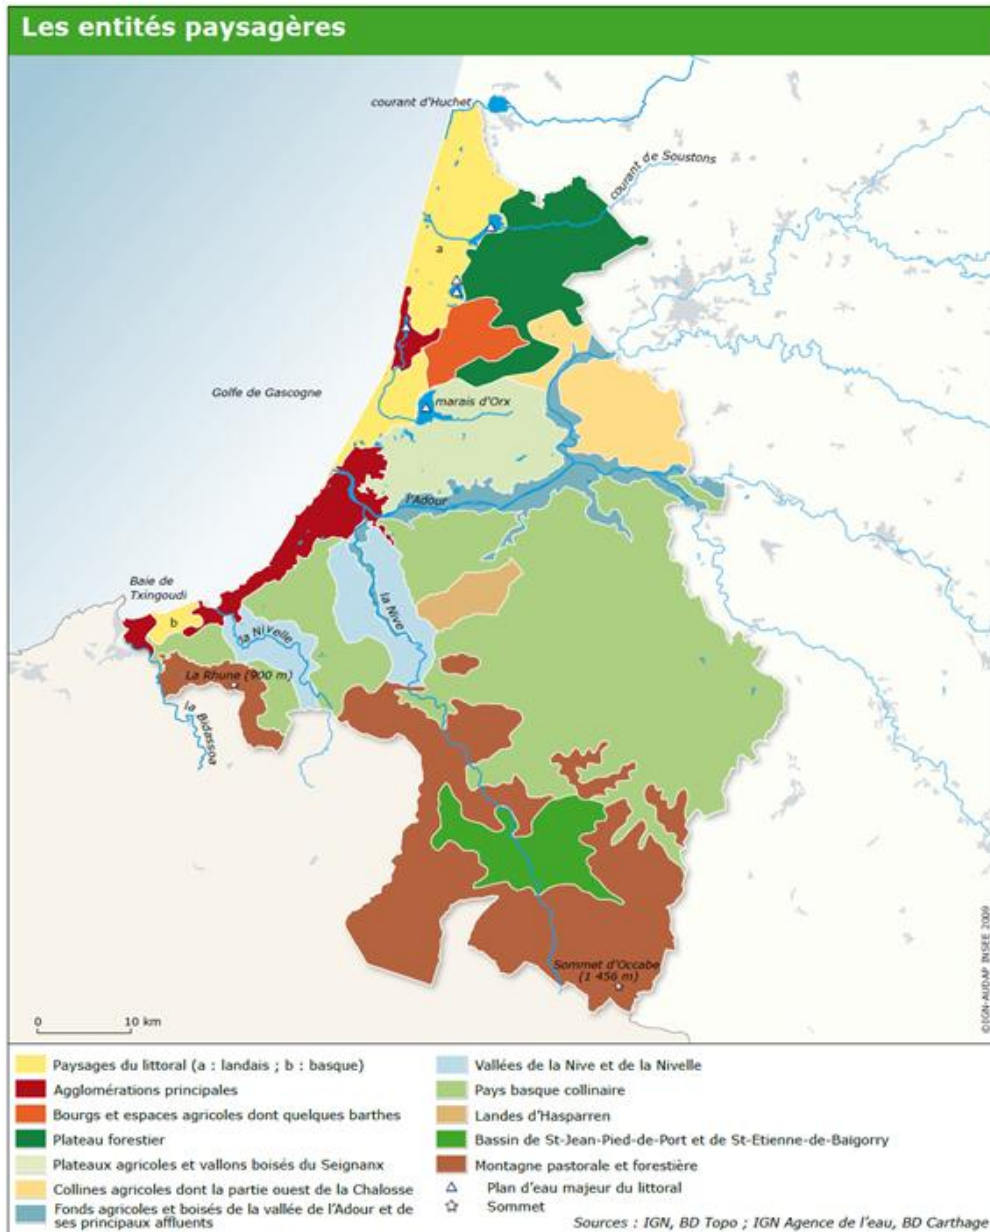 Les entités paysagères
courant d'Huchet
courant de Soustons
a
Golfe de Gascogne
marais d'Orx
l'Adour
Baie de
Txingoudi
b
la Nivelle
la Nive
La Rhune (900 m)
la Bidassoa
Sommet d'Occabe
(1 456 m)
0 10 km
©IGN-AUDAP INSEE 2009
Paysages du littoral (a : landais ; b : basque)
Agglomérations principales
Bourgs et espaces agricoles dont quelques barthes
Plateau forestier
Plateaux agricoles et vallons boisés du Seignanx
Collines agricoles dont la partie ouest de la Chalosse
Fonds agricoles et boisés de la vallée de l'Adour et de
ses principaux affluents
Vallées de la Nive et de la Nivelle
Pays basque collinaire
Landes d'Hasparren
Bassin de St-Jean-Pied-de-Port et de St-Etienne-de-Baïgorry
Montagne pastorale et forestière
Plan d'eau majeur du littoral
Sommet
Sources : IGN, BD Topo ; IGN Agence de l'eau, BD Carthage